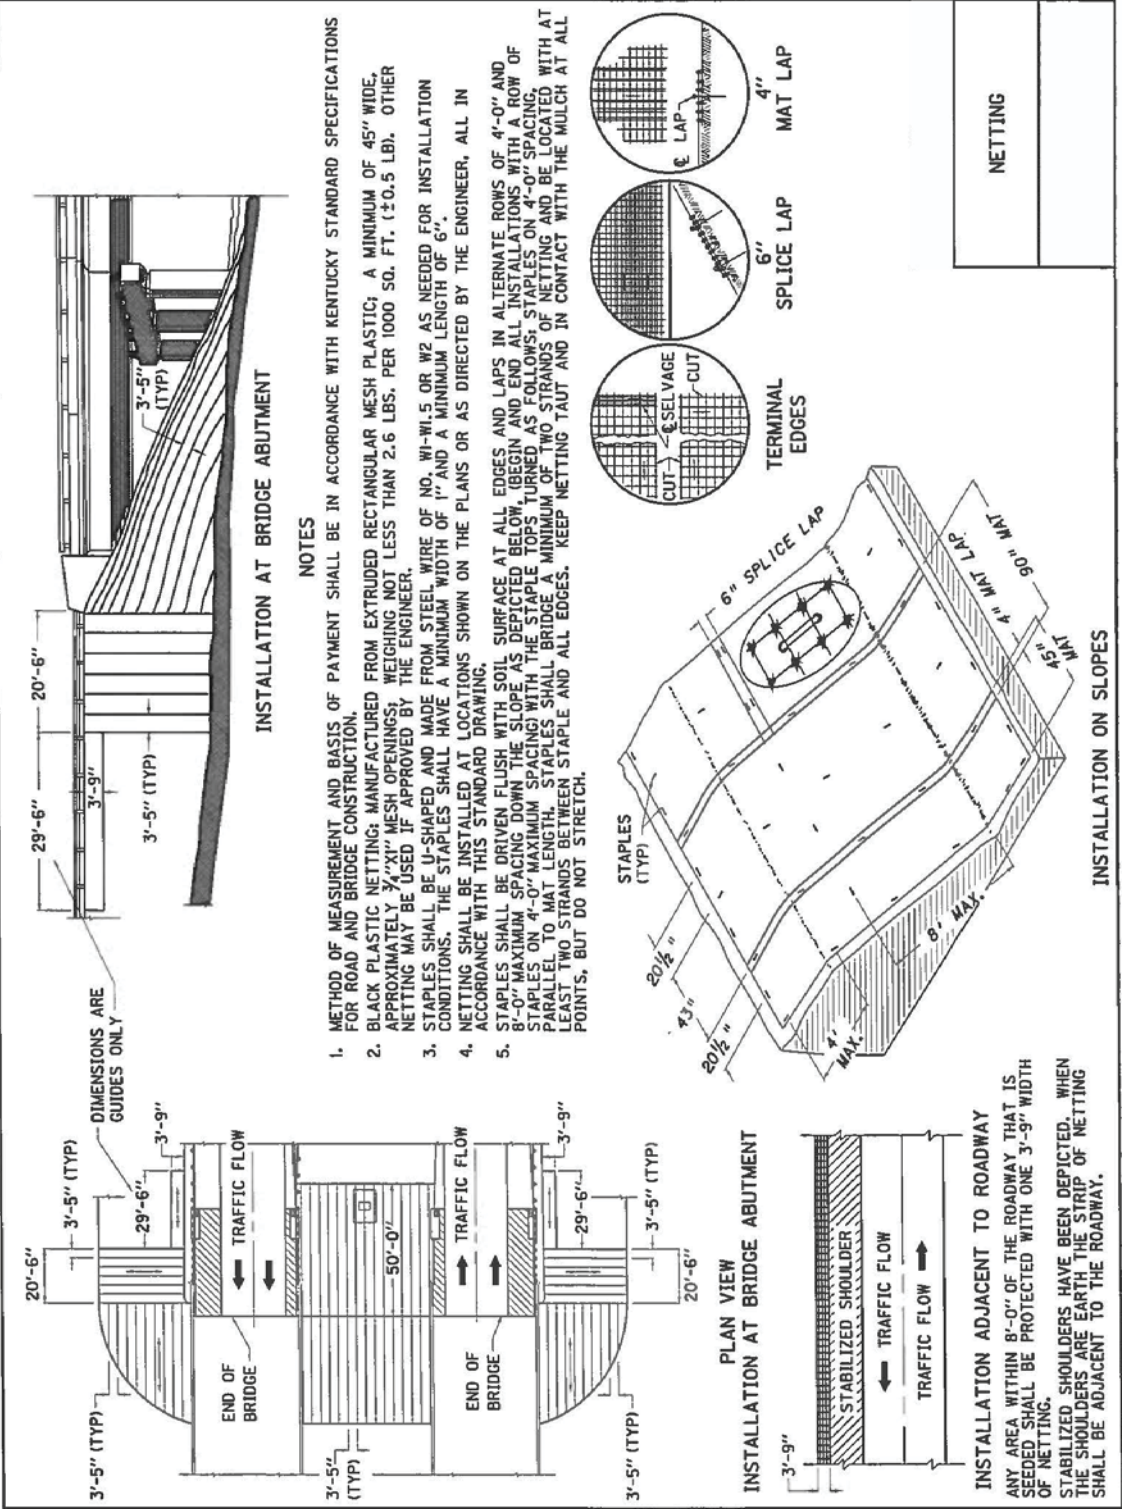 20'-6"
3'-5" (TYP)
29'-6"
3'-9"
DIMENSIONS ARE
GUIDES ONLY
3'-5" (TYP)
END OF
BRIDGE
TRAFFIC FLOW
50'-0"
3'-5"
(TYP)
END OF
BRIDGE
TRAFFIC FLOW
3'-9"
29'-6"
3'-5" (TYP)
3'-5" (TYP)
20'-6"
PLAN VIEW
INSTALLATION AT BRIDGE ABUTMENT
29'-6"
20'-6"
3'-9"
3'-5" (TYP)
3'-5"
(TYP)
INSTALLATION AT BRIDGE ABUTMENT
NOTES
1. METHOD OF MEASUREMENT AND BASIS OF PAYMENT SHALL BE IN ACCORDANCE WITH KENTUCKY STANDARD SPECIFICATIONS
FOR ROAD AND BRIDGE CONSTRUCTION.
2. BLACK PLASTIC NETTING: MANUFACTURED FROM EXTRUDED RECTANGULAR MESH PLASTIC; A MINIMUM OF 45" WIDE,
APPROXIMATELY ¾"X1" MESH OPENINGS; WEIGHING NOT LESS THAN 2.6 LBS. PER 1000 SQ. FT. (±0.5 LB). OTHER
NETTING MAY BE USED IF APPROVED BY THE ENGINEER.
3. STAPLES SHALL BE U-SHAPED AND MADE FROM STEEL WIRE OF NO. W1-W1.5 OR W2 AS NEEDED FOR INSTALLATION
CONDITIONS. THE STAPLES SHALL HAVE A MINIMUM WIDTH OF 1" AND A MINIMUM LENGTH OF 6".
4. NETTING SHALL BE INSTALLED AT LOCATIONS SHOWN ON THE PLANS OR AS DIRECTED BY THE ENGINEER, ALL IN
ACCORDANCE WITH THIS STANDARD DRAWING.
5. STAPLES SHALL BE DRIVEN FLUSH WITH SOIL SURFACE AT ALL EDGES AND LAPS IN ALTERNATE ROWS OF 4'-0" AND
8'-0" MAXIMUM SPACING DOWN THE SLOPE AS DEPICTED BELOW, (BEGIN AND END ALL INSTALLATIONS WITH A ROW OF
STAPLES ON 4'-0" MAXIMUM SPACING) WITH THE STAPLE TOPS TURNED AS FOLLOWS: STAPLES ON 4'-0" SPACING,
PARALLEL TO MAT LENGTH. STAPLES SHALL BRIDGE A MINIMUM OF TWO STRANDS OF NETTING AND BE LOCATED WITH AT
LEAST TWO STRANDS BETWEEN STAPLE AND ALL EDGES. KEEP NETTING TAUT AND IN CONTACT WITH THE MULCH AT ALL
POINTS, BUT DO NOT STRETCH.
3'-9"
STABILIZED SHOULDER
TRAFFIC FLOW
TRAFFIC FLOW
INSTALLATION ADJACENT TO ROADWAY
ANY AREA WITHIN 8'-0" OF THE ROADWAY THAT IS
SEEDED SHALL BE PROTECTED WITH ONE 3'-9" WIDTH
OF NETTING.
STABILIZED SHOULDERS HAVE BEEN DEPICTED. WHEN
THE SHOULDERS ARE EARTH THE STRIP OF NETTING
SHALL BE ADJACENT TO THE ROADWAY.
STAPLES
(TYP)
6" SPLICE LAP
20½"
43"
20½"
4'
MAX.
8' MAX.
45"
MAT
4" MAT LAP
90" MAT
INSTALLATION ON SLOPES
CUT
℄ SELVAGE
CUT
TERMINAL
EDGES
6"
SPLICE LAP
℄ LAP
4"
MAT LAP
NETTING